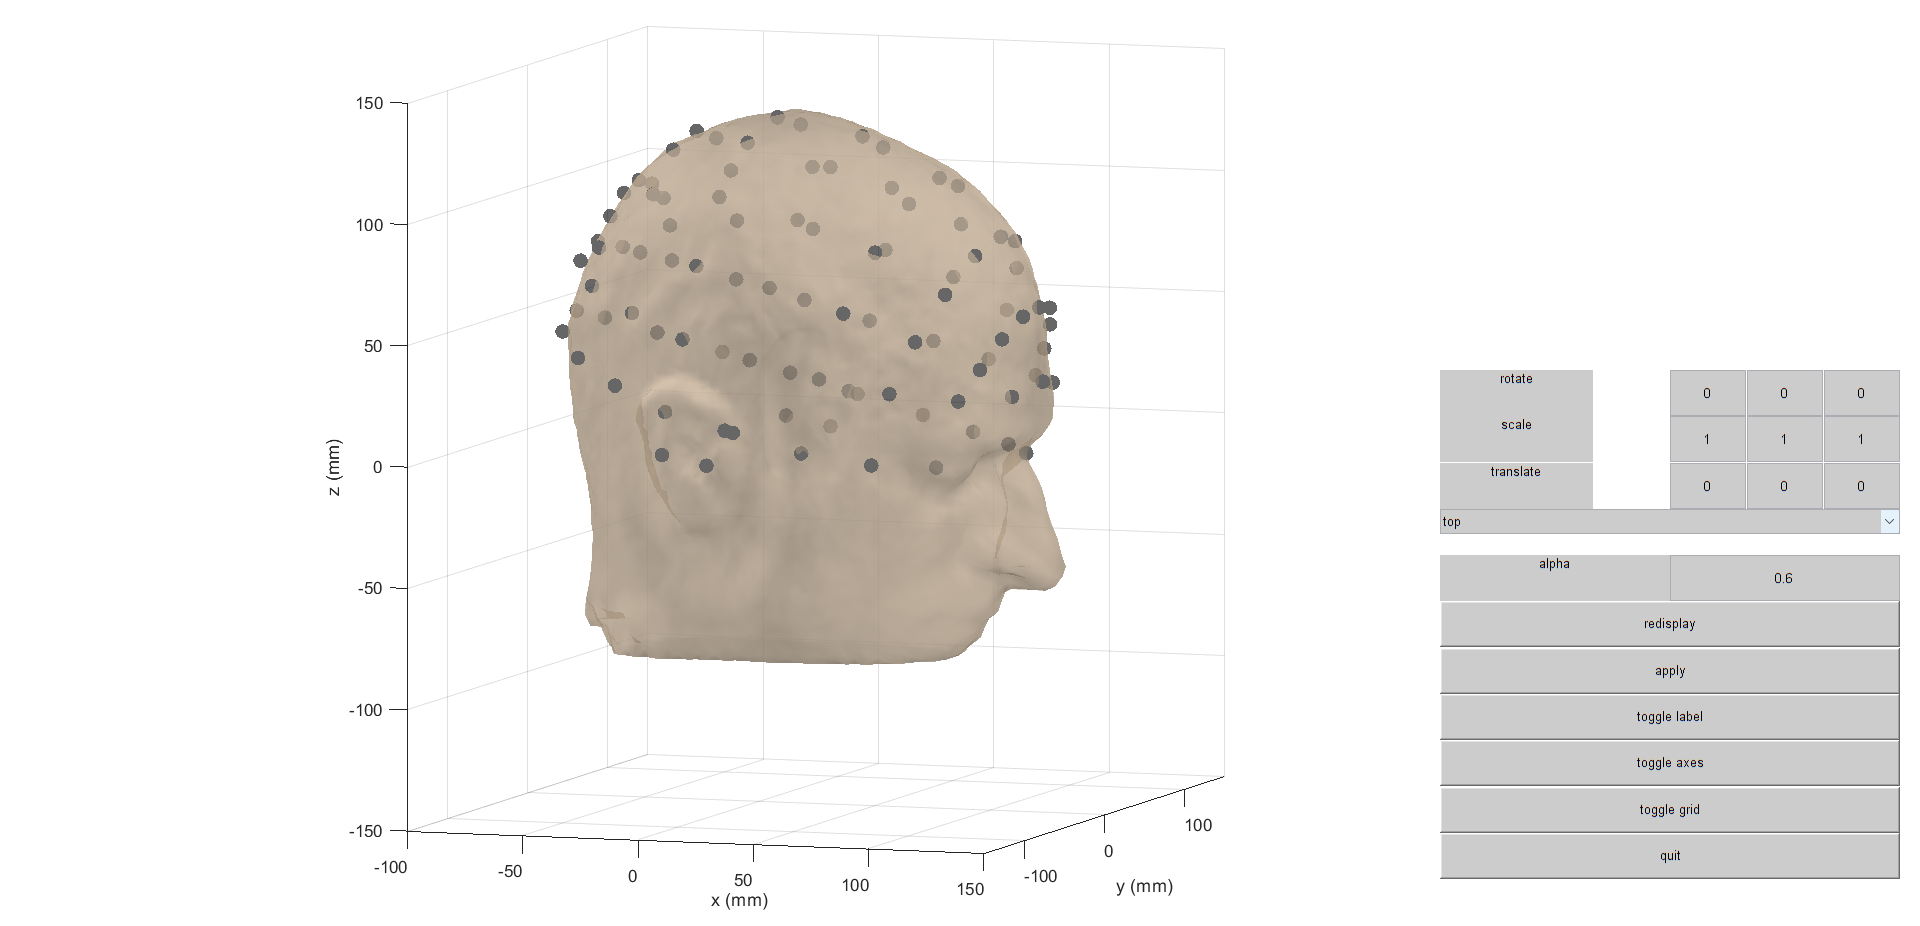 150
100
50
0
-50
-100
-150
z (mm)
-100
-50
0
50
100
150
x (mm)
-100
0
100
y (mm)
rotate 0 0 0
scale 1 1 1
translate 0 0 0
top
alpha 0.6
redisplay
apply
toggle label
toggle axes
toggle grid
quit